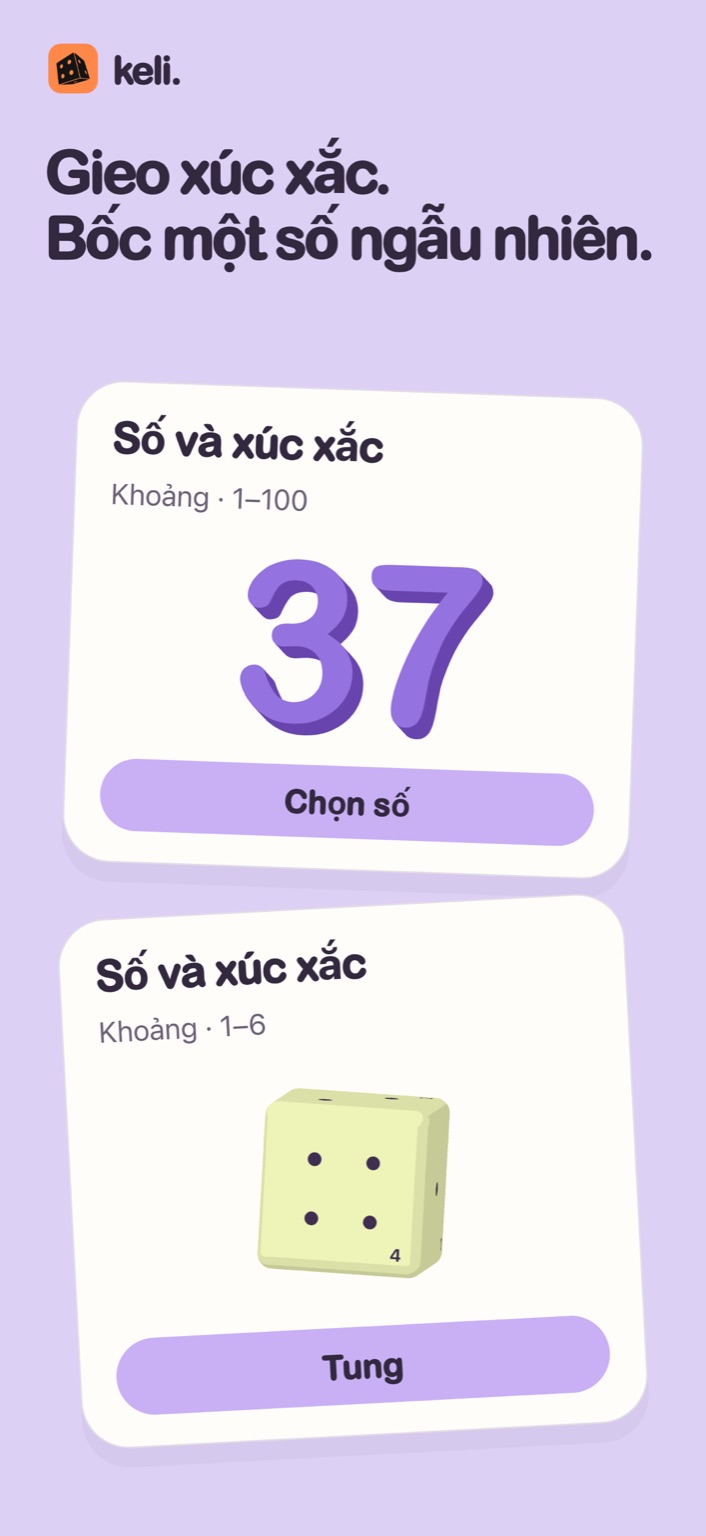 keli.
Gieo xúc xắc.
Bốc một số ngẫu nhiên.
Số và xúc xắc
Khoảng · 1–100
37
Chọn số
Số và xúc xắc
Khoảng · 1–6
4
Tung